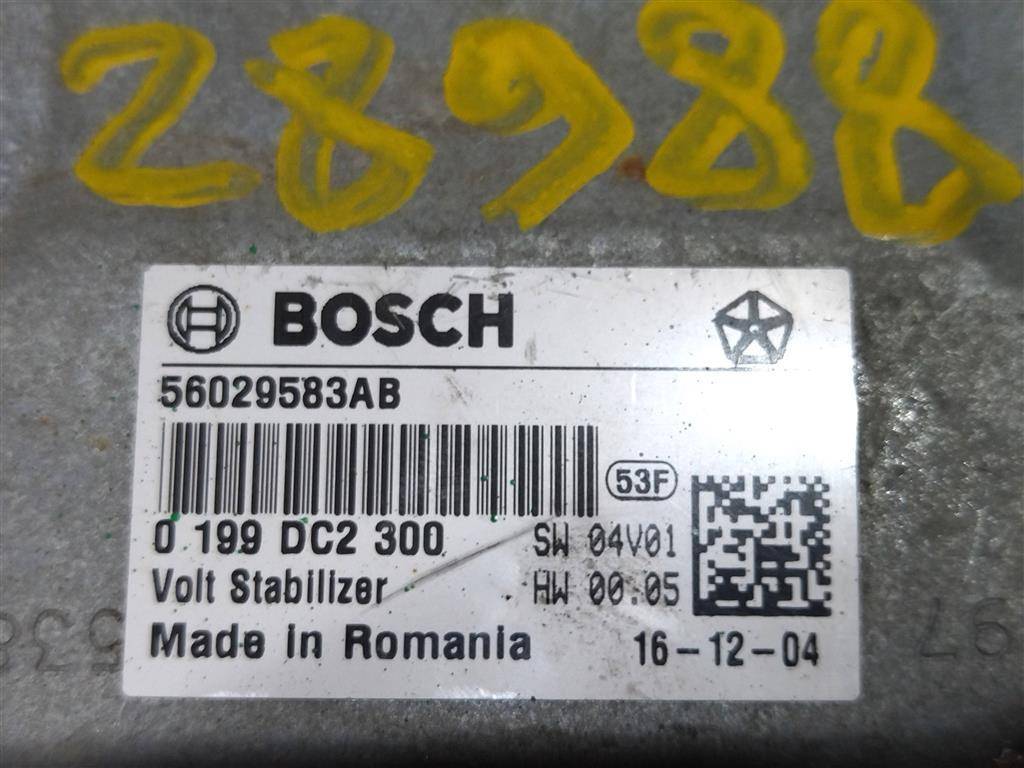 28988
BOSCH
56029583AB
53F
0 199 DC2 300 SW 04V01
Volt Stabilizer HW 00.05
Made in Romania 16-12-04
97